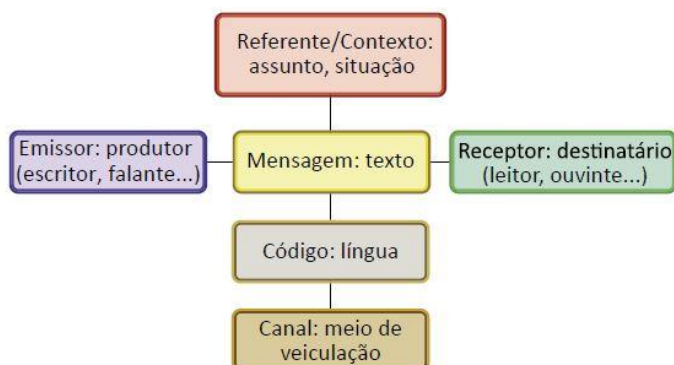 Referente/Contexto:
assunto, situação
Emissor: produtor
(escritor, falante...)
Mensagem: texto
Receptor: destinatário
(leitor, ouvinte...)
Código: língua
Canal: meio de
veiculação